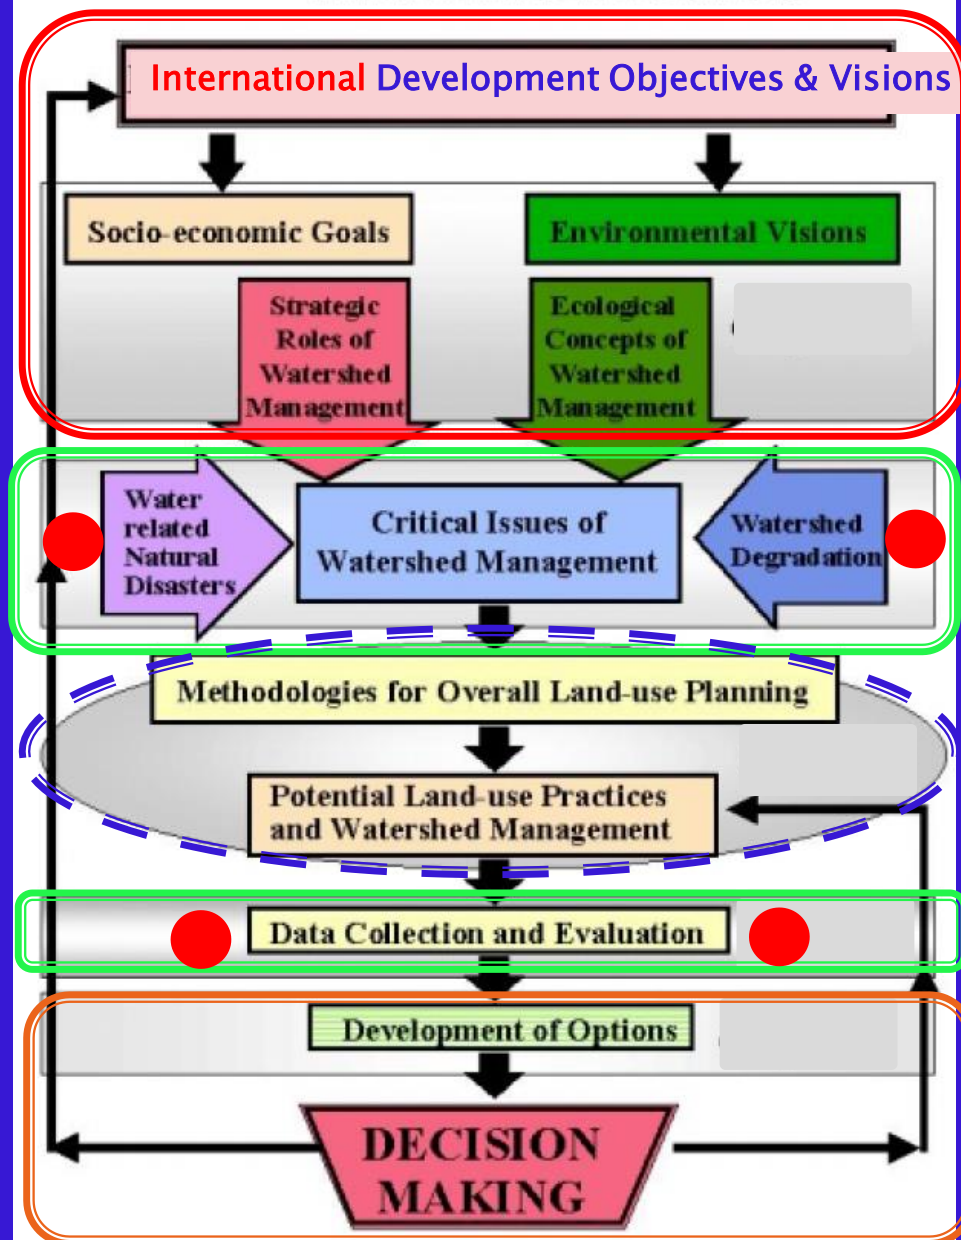 International Development Objectives & Visions
Socio-economic Goals
Environmental Visions
Strategic
Roles of
Watershed
Management
Ecological
Concepts of
Watershed
Management
Water
related
Natural
Disasters
Critical Issues of
Watershed Management
Watershed
Degradation
Methodologies for Overall Land-use Planning
Potential Land-use Practices
and Watershed Management
Data Collection and Evaluation
Development of Options
DECISION
MAKING